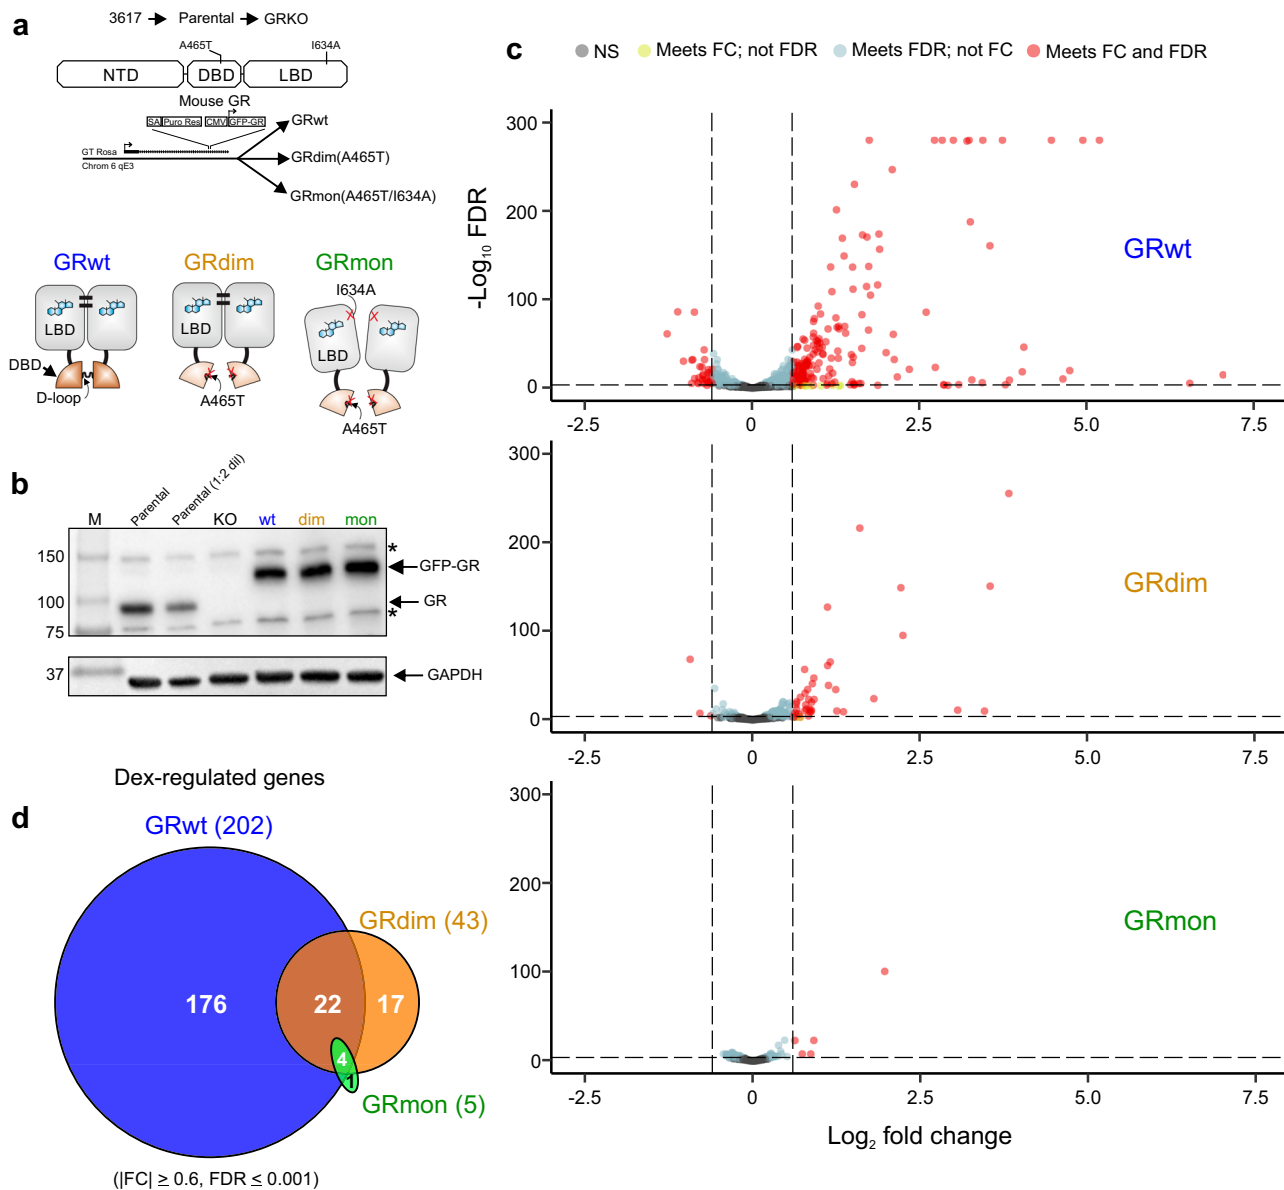 a
3617 Parental GRKO
A465T
I634A
NTD DBD LBD
Mouse GR
SA Puro Res CMV GFP-GR
GRwt
GT Rosa
Chrom 6 qE3
GRdim(A465T)
GRmon(A465T/I634A)
GRwt GRdim GRmon
I634A
LBD LBD LBD
DBD
D-loop
A465T
A465T
b
M Parental Parental (1:2 dil) KO wt dim mon
150
*
GFP-GR
100
GR
*
75
37
GAPDH
Dex-regulated genes
d
GRwt (202)
GRdim (43)
176 22 17
4
1
GRmon (5)
(|FC| ≥ 0.6, FDR ≤ 0.001)
c
NS Meets FC; not FDR Meets FDR; not FC Meets FC and FDR
300
200
100
0
-Log10 FDR
GRwt
-2.5 0 2.5 5.0 7.5
300
200
100
0
GRdim
-2.5 0 2.5 5.0 7.5
300
200
100
0
GRmon
-2.5 0 2.5 5.0 7.5
Log2 fold change